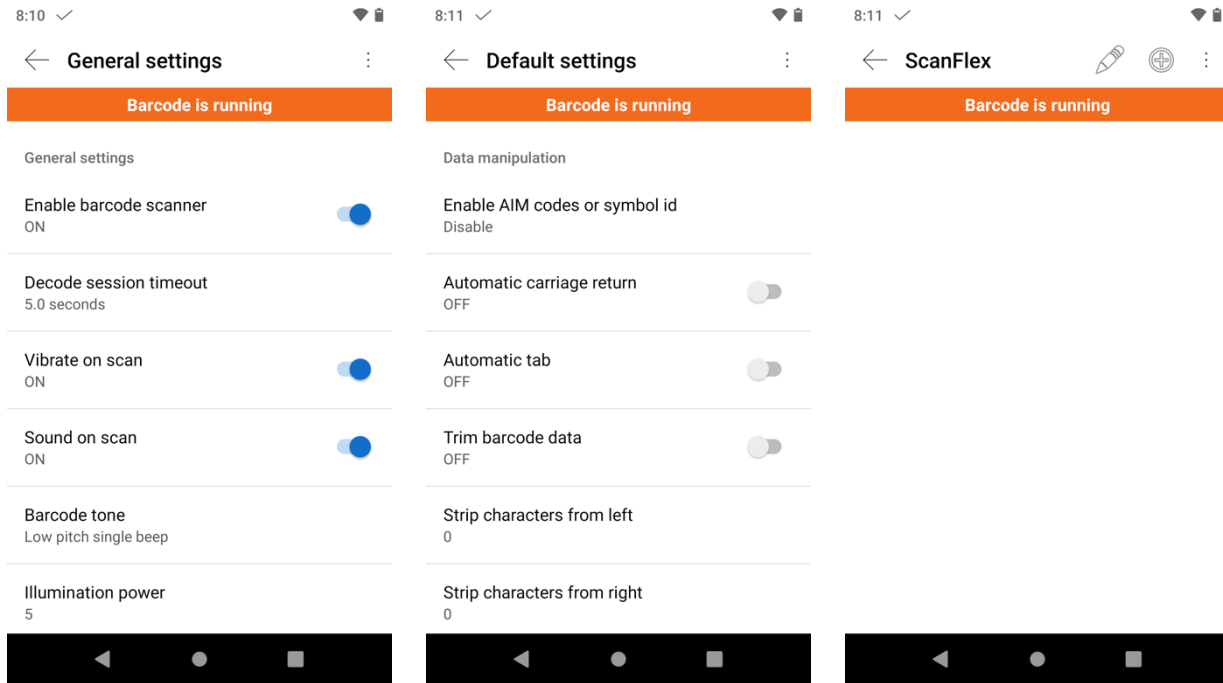 8:10
General settings
Barcode is running
General settings
Enable barcode scanner
ON
Decode session timeout
5.0 seconds
Vibrate on scan
ON
Sound on scan
ON
Barcode tone
Low pitch single beep
Illumination power
5
8:11
Default settings
Barcode is running
Data manipulation
Enable AIM codes or symbol id
Disable
Automatic carriage return
OFF
Automatic tab
OFF
Trim barcode data
OFF
Strip characters from left
0
Strip characters from right
0
8:11
ScanFlex
Barcode is running